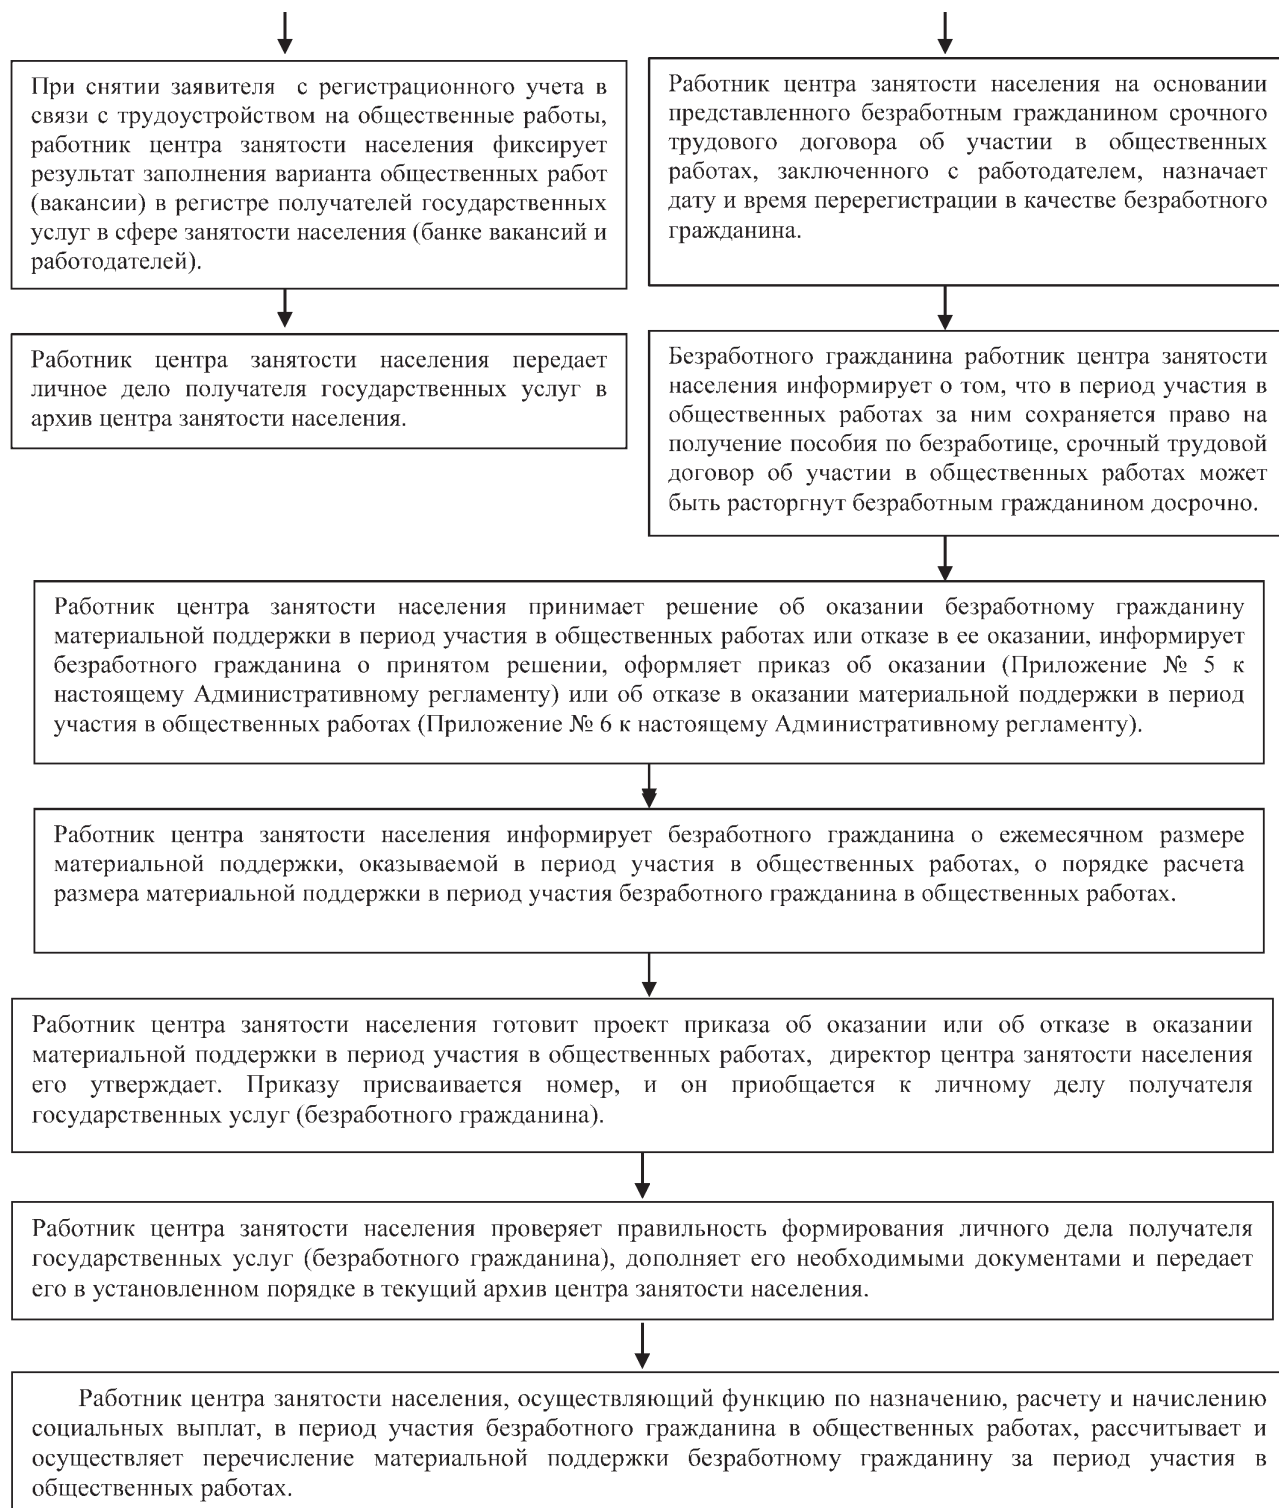 При снятии заявителя с регистрационного учета в
связи с трудоустройством на общественные работы,
работник центра занятости населения фиксирует
результат заполнения варианта общественных работ
(вакансии) в регистре получателей государственных
услуг в сфере занятости населения (банке вакансий и
работодателей).
Работник центра занятости населения на основании
представленного безработным гражданином срочного
трудового договора об участии в общественных
работах, заключенного с работодателем, назначает
дату и время перерегистрации в качестве безработного
гражданина.
Работник центра занятости населения передает
личное дело получателя государственных услуг в
архив центра занятости населения.
Безработного гражданина работник центра занятости
населения информирует о том, что в период участия в
общественных работах за ним сохраняется право на
получение пособия по безработице, срочный трудовой
договор об участии в общественных работах может
быть расторгнут безработным гражданином досрочно.
Работник центра занятости населения принимает решение об оказании безработному гражданину
материальной поддержки в период участия в общественных работах или отказе в ее оказании, информирует
безработного гражданина о принятом решении, оформляет приказ об оказании (Приложение № 5 к
настоящему Административному регламенту) или об отказе в оказании материальной поддержки в период
участия в общественных работах (Приложение № 6 к настоящему Административному регламенту).
Работник центра занятости населения информирует безработного гражданина о ежемесячном размере
материальной поддержки, оказываемой в период участия в общественных работах, о порядке расчета
размера материальной поддержки в период участия безработного гражданина в общественных работах.
Работник центра занятости населения готовит проект приказа об оказании или об отказе в оказании
материальной поддержки в период участия в общественных работах, директор центра занятости населения
его утверждает. Приказу присваивается номер, и он приобщается к личному делу получателя
государственных услуг (безработного гражданина).
Работник центра занятости населения проверяет правильность формирования личного дела получателя
государственных услуг (безработного гражданина), дополняет его необходимыми документами и передает
его в установленном порядке в текущий архив центра занятости населения.
Работник центра занятости населения, осуществляющий функцию по назначению, расчету и начислению
социальных выплат, в период участия безработного гражданина в общественных работах, рассчитывает и
осуществляет перечисление материальной поддержки безработному гражданину за период участия в
общественных работах.